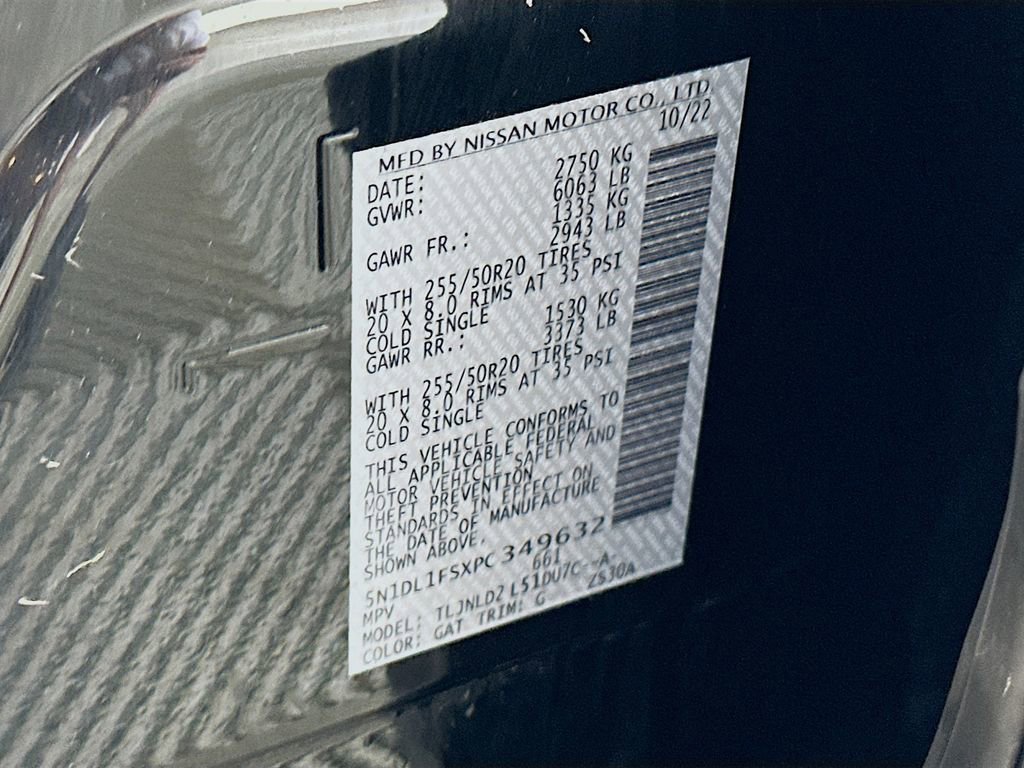 MFD BY NISSAN MOTOR CO., LTD.
DATE: 10/22
GVWR: 2750 KG
6063 LB
GAWR FR.: 1335 KG
2943 LB
WITH 255/50R20 TIRES
20 X 8.0 RIMS AT 35 PSI
COLD SINGLE
GAWR RR.: 1530 KG
3373 LB
WITH 255/50R20 TIRES
20 X 8.0 RIMS AT 35 PSI
COLD SINGLE
THIS VEHICLE CONFORMS TO
ALL APPLICABLE FEDERAL
MOTOR VEHICLE SAFETY AND
THEFT PREVENTION
STANDARDS IN EFFECT ON
THE DATE OF MANUFACTURE
SHOWN ABOVE.
5N1DL1FSXPC 349632
MPV 661
MODEL: TLJNLD2 L51DU7C--A-
COLOR: GAT TRIM: G ZS30A